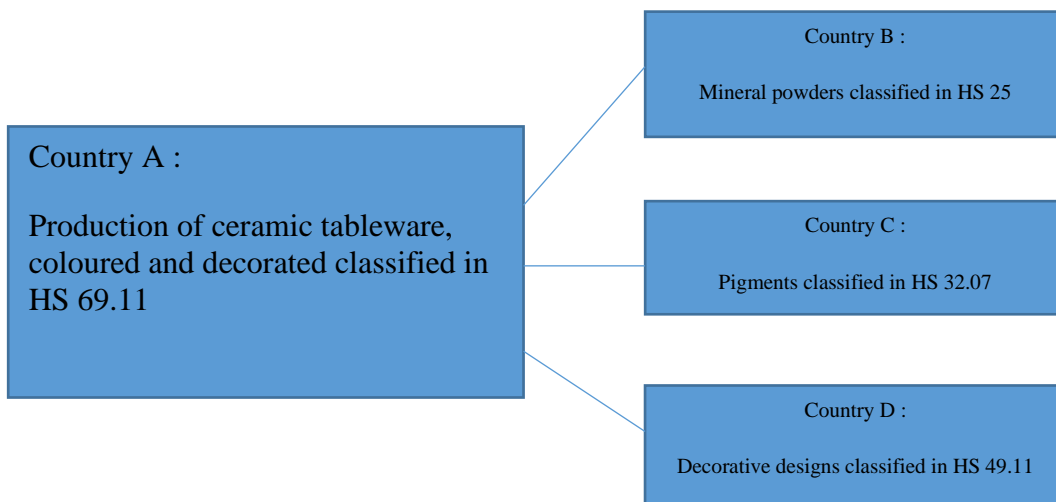 Country A :
Production of ceramic tableware,
coloured and decorated classified in
HS 69.11
Country B :
Mineral powders classified in HS 25
Country C :
Pigments classified in HS 32.07
Country D :
Decorative designs classified in HS 49.11